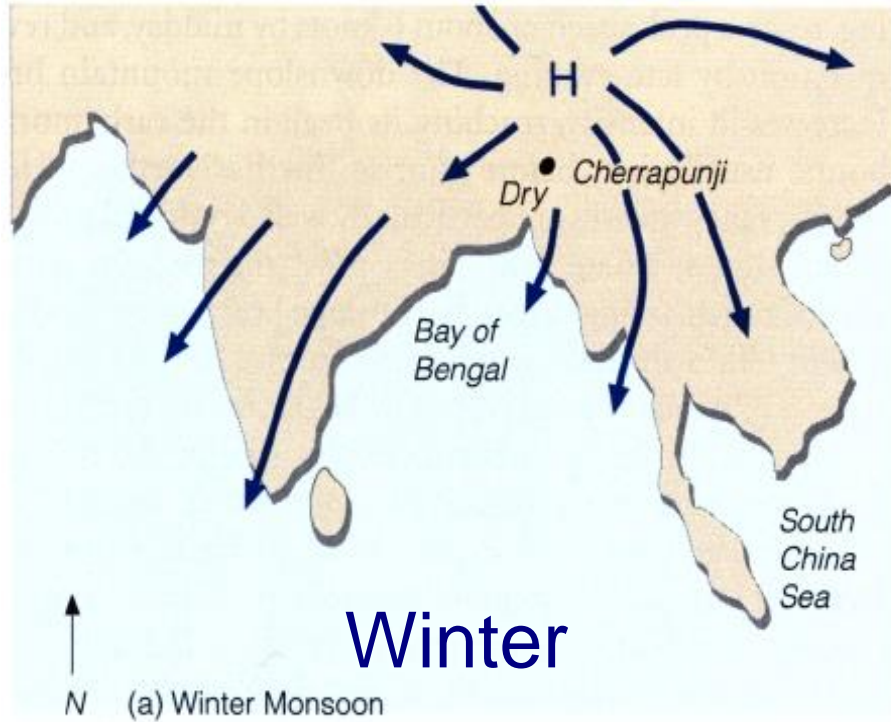 H
Cherrapunji
Dry
Bay of
Bengal
South
China
Sea
Winter
N (a) Winter Monsoon